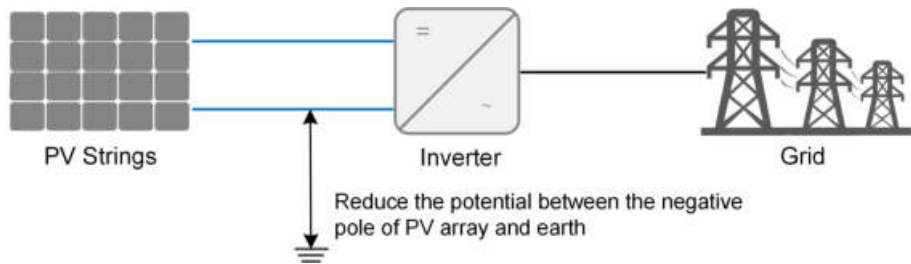 =
~
PV Strings
Inverter
Grid
Reduce the potential between the negative
pole of PV array and earth